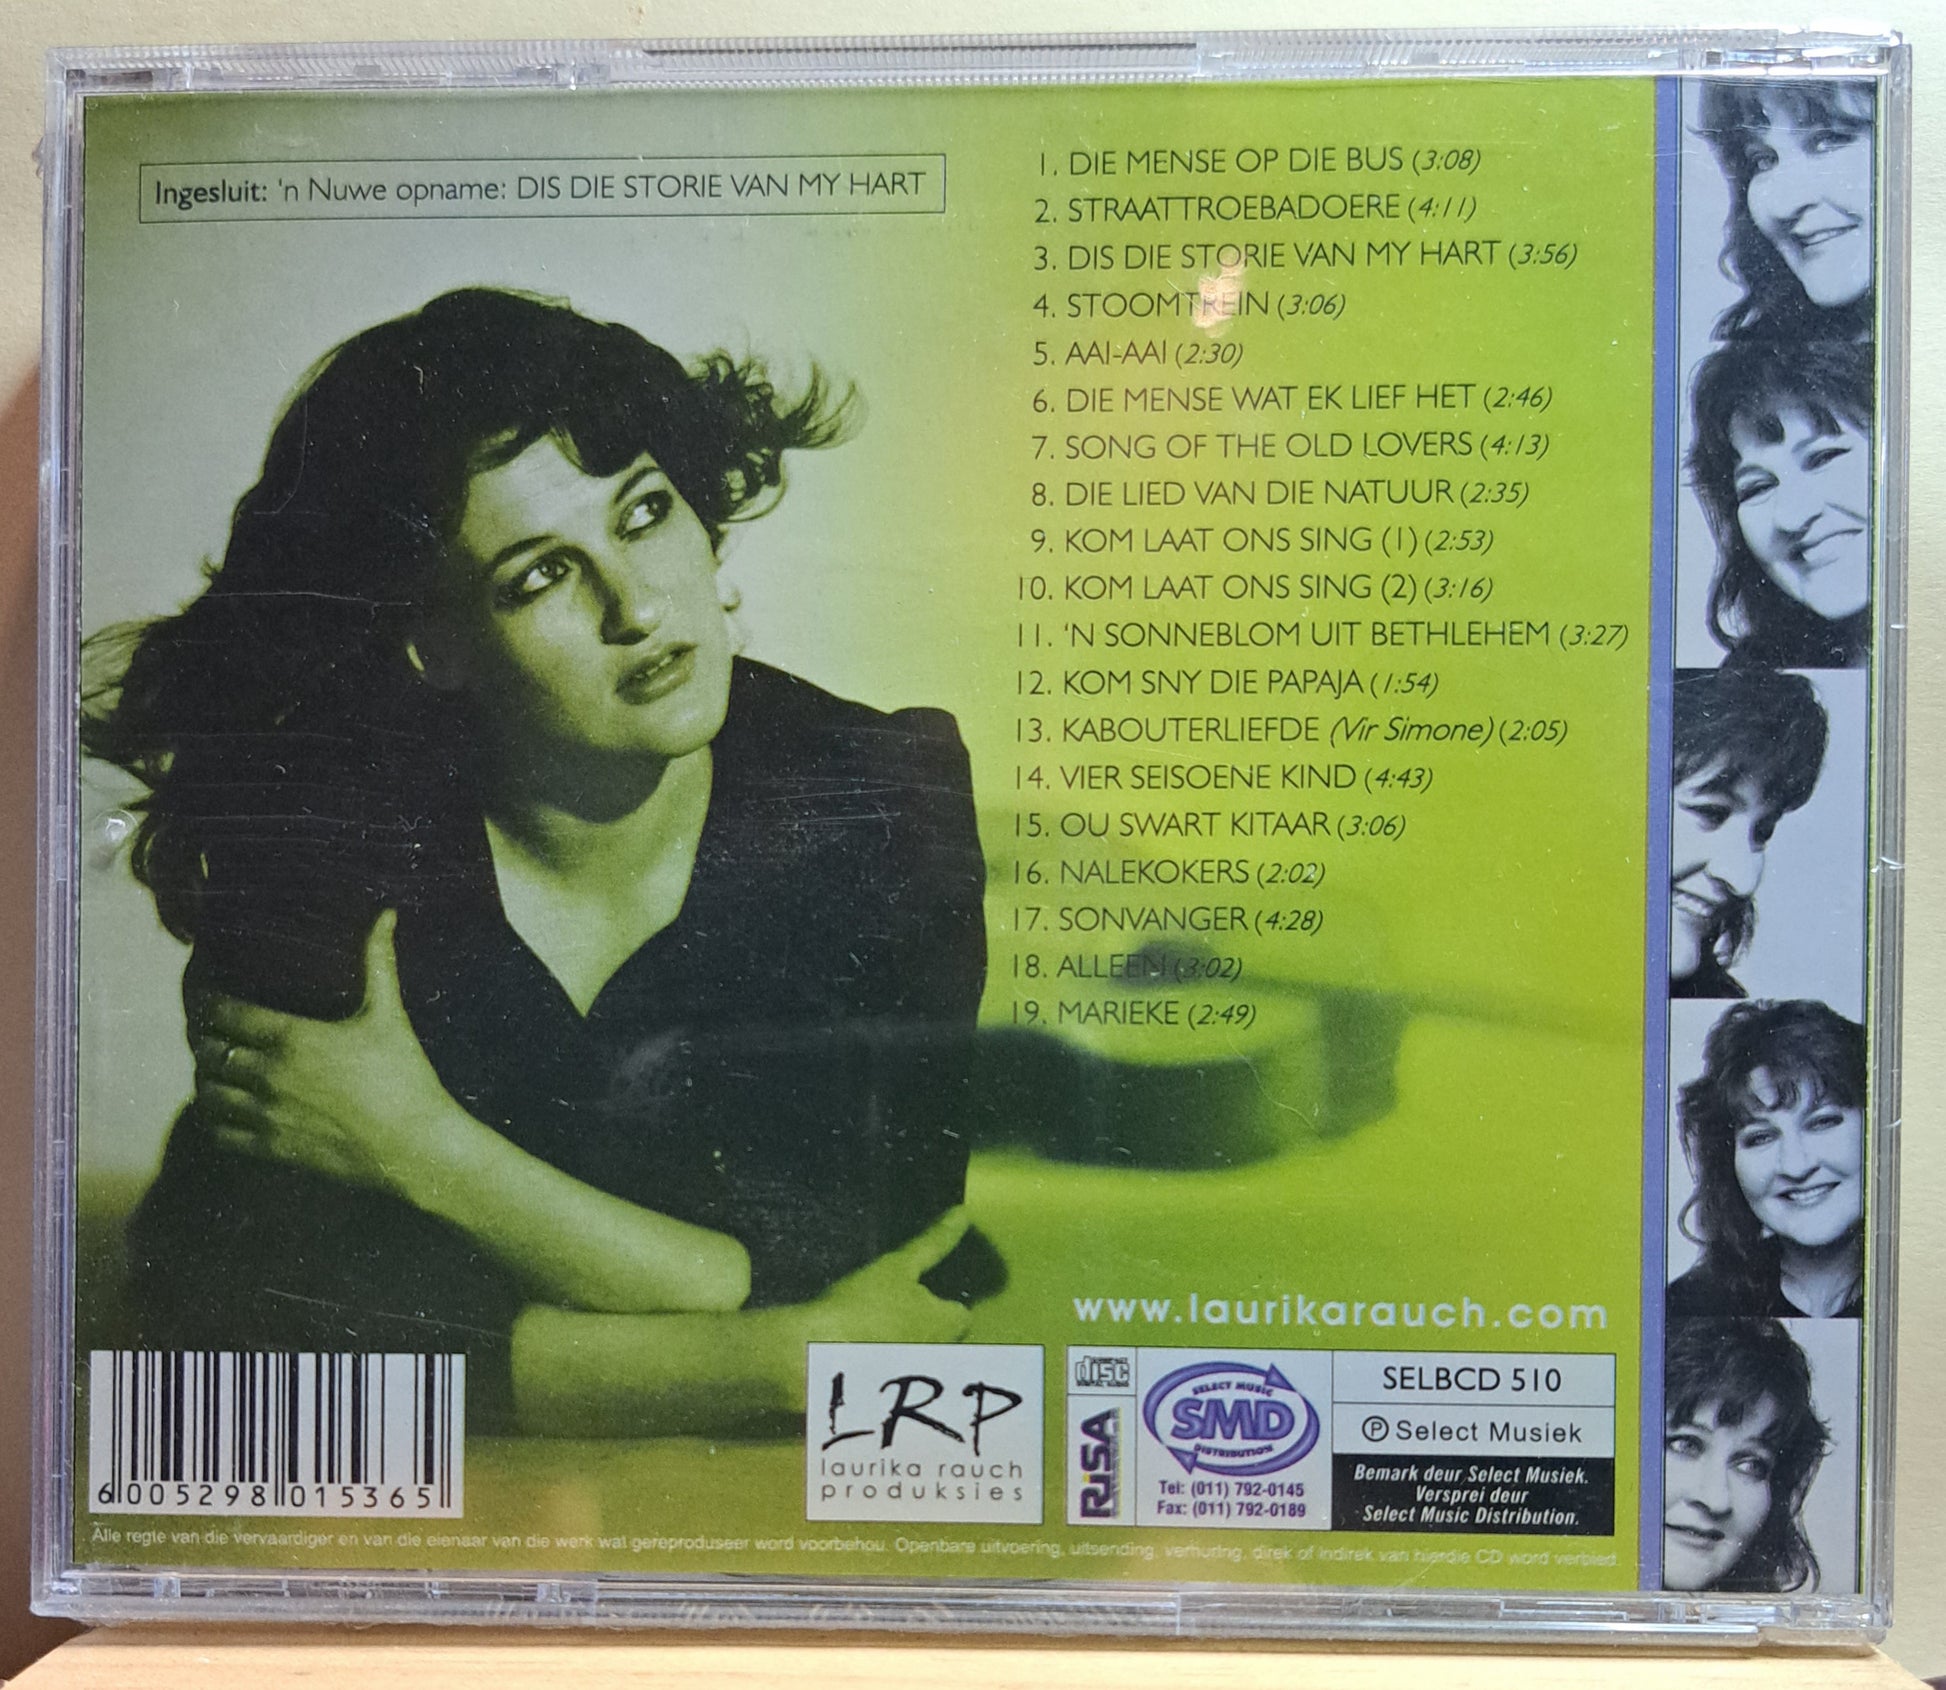 Ingesluit: 'n Nuwe opname: DIS DIE STORIE VAN MY HART
1. DIE MENSE OP DIE BUS (3:08)
2. STRAATTROEBADOERE (4:11)
3. DIS DIE STORIE VAN MY HART (3:56)
4. STOOMTREIN (3:06)
5. AAI-AAI (2:30)
6. DIE MENSE WAT EK LIEF HET (2:46)
7. SONG OF THE OLD LOVERS (4:13)
8. DIE LIED VAN DIE NATUUR (2:35)
9. KOM LAAT ONS SING (1) (2:53)
10. KOM LAAT ONS SING (2) (3:16)
11. 'N SONNEBLOM UIT BETHLEHEM (3:27)
12. KOM SNY DIE PAPAJA (1:54)
13. KABOUTERLIEFDE (Vir Simone) (2:05)
14. VIER SEISOENE KIND (4:43)
15. OU SWART KITAAR (3:06)
16. NALEKOKERS (2:02)
17. SONVANGER (4:28)
18. ALLEEN (3:02)
19. MARIEKE (2:49)
www.laurikarauch.com
6 005298 015365
LRP
laurika rauch
produksies
disc
DIGITAL AUDIO
RiSA
SELECT MUSIC
SMD
DISTRIBUTION
Tel: (011) 792-0145
Fax: (011) 792-0189
SELBCD 510
Ⓟ Select Musiek
Bemark deur Select Musiek.
Versprei deur
Select Music Distribution.
Alle regte van die vervaardiger en van die eienaar van die werk wat gereproduseer word voorbehou. Openbare uitvoering, uitsending, verhuring, direk of indirek van hierdie CD word verbied.